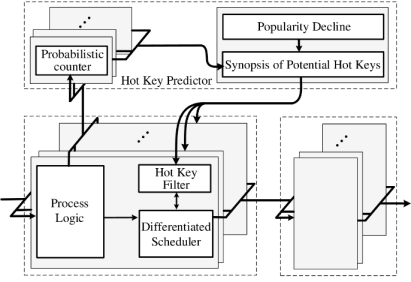 Popularity Decline
Probabilistic
counter
Synopsis of Potential Hot Keys
Hot Key Predictor
Hot Key
Filter
Process
Logic
Differentiated
Scheduler